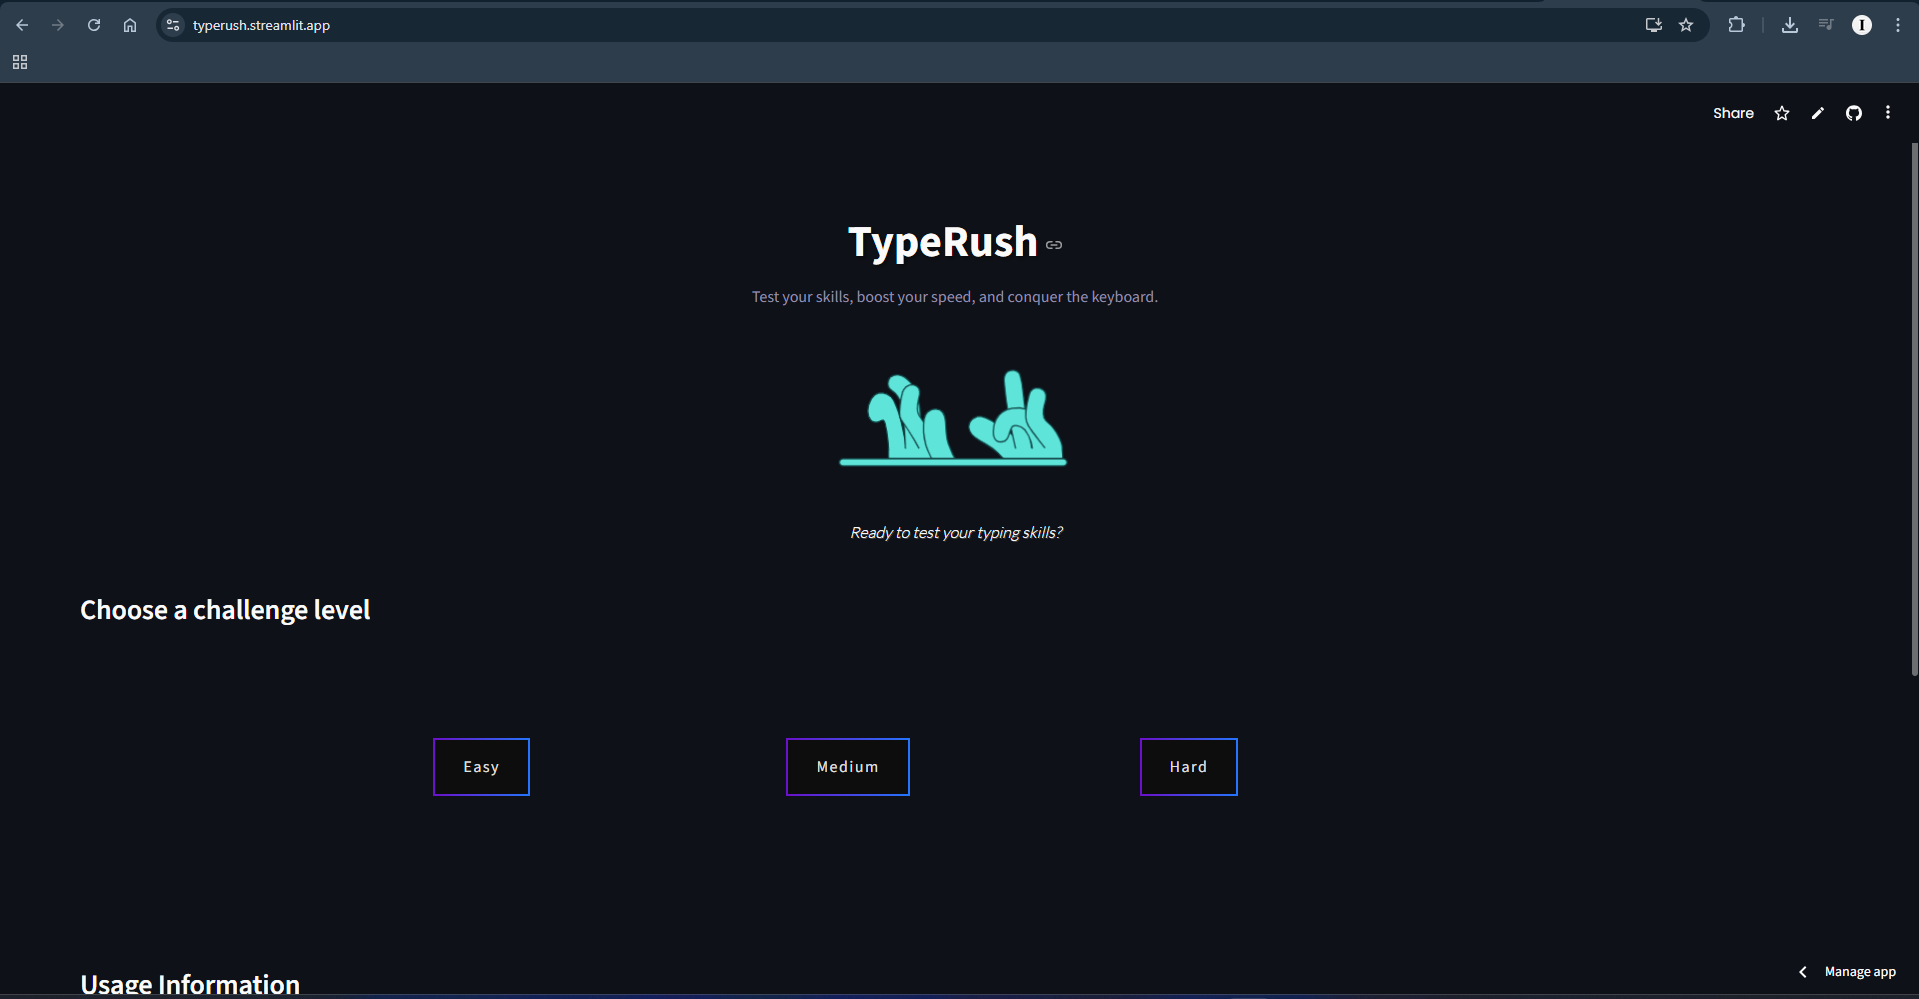 typerush.streamlit.app
I
Share
TypeRush
Test your skills, boost your speed, and conquer the keyboard.
Ready to test your typing skills?
Choose a challenge level
Easy
Medium
Hard
Usage Information
Manage app